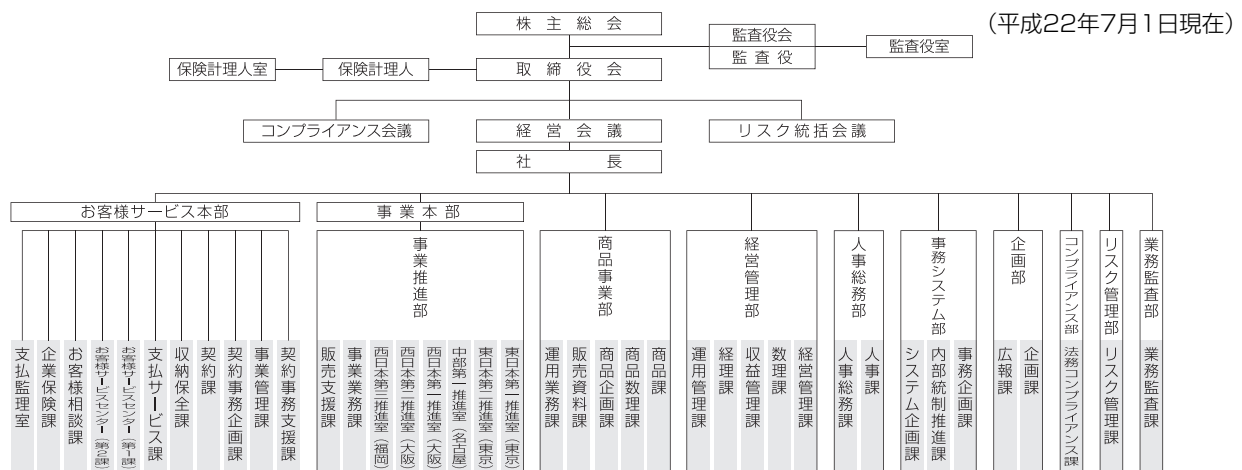 (平成22年7月1日現在)
株主総会
監査役会
監査役
監査役室
保険計理人室
保険計理人
取締役会
コンプライアンス会議
経営会議
リスク統括会議
社長
お客様サービス本部
事業本部
事業推進部
商品事業部
経営管理部
人事総務部
事務システム部
企画部
コンプライアンス部
リスク管理部
業務監査部
支払監理室
企業保険課
お客様相談課
お客様サービスセンター(第2課)
お客様サービスセンター(第1課)
支払サービス課
収納保全課
契約課
契約事務企画課
事業管理課
契約事務支援課
販売支援課
事業業務課
西日本第三推進室(福岡)
西日本第二推進室(大阪)
西日本第一推進室(大阪)
中部第一推進室(名古屋)
東日本第二推進室(東京)
東日本第一推進室(東京)
運用業務課
販売資料課
商品企画課
商品数理課
商品課
運用管理課
経理課
収益管理課
数理課
経営管理課
人事総務課
人事課
システム企画課
内部統制推進課
事務企画課
広報課
企画課
法務コンプライアンス課
リスク管理課
業務監査課